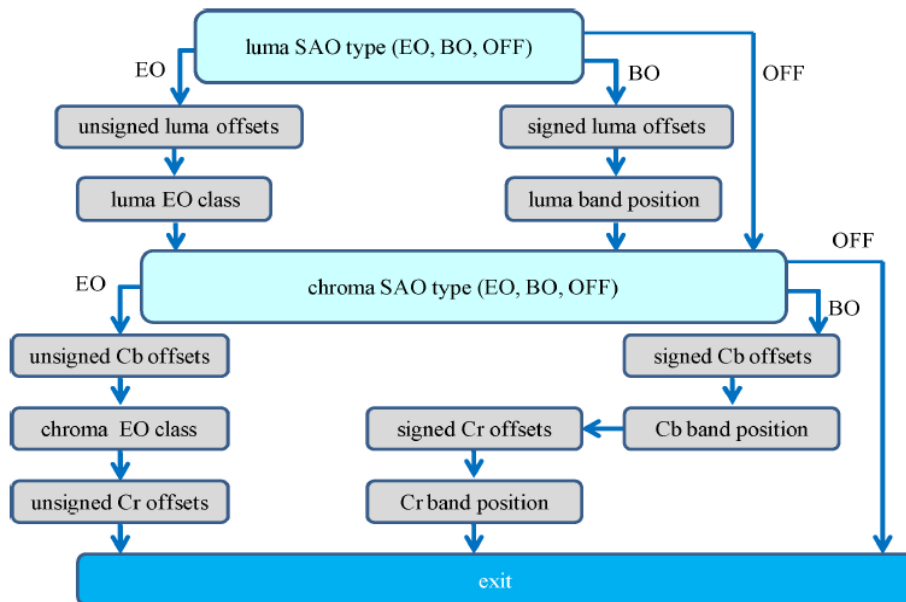 luma SAO type (EO, BO, OFF)
EO
BO
OFF
unsigned luma offsets
signed luma offsets
luma EO class
luma band position
OFF
chroma SAO type (EO, BO, OFF)
EO
BO
unsigned Cb offsets
signed Cb offsets
chroma EO class
signed Cr offsets
Cb band position
unsigned Cr offsets
Cr band position
exit